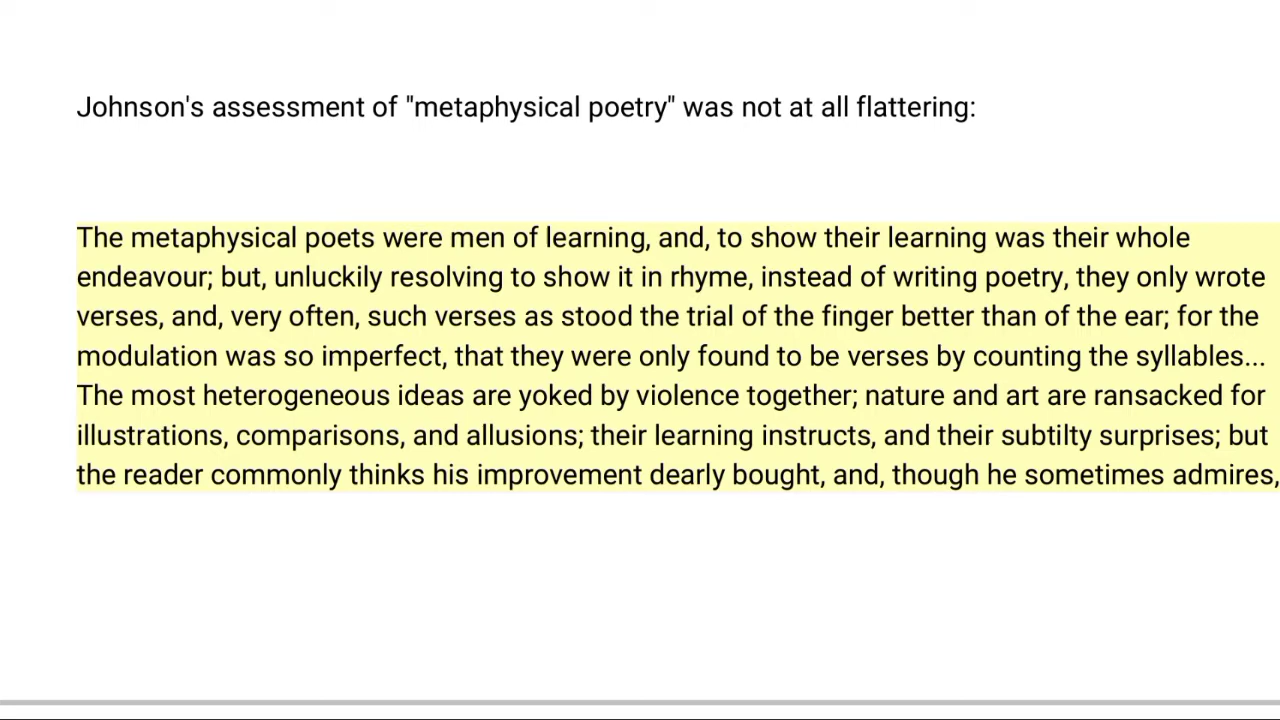 Johnson's assessment of "metaphysical poetry" was not at all flattering:
The metaphysical poets were men of learning, and, to show their learning was their whole
endeavour; but, unluckily resolving to show it in rhyme, instead of writing poetry, they only wrote
verses, and, very often, such verses as stood the trial of the finger better than of the ear; for the
modulation was so imperfect, that they were only found to be verses by counting the syllables...
The most heterogeneous ideas are yoked by violence together; nature and art are ransacked for
illustrations, comparisons, and allusions; their learning instructs, and their subtilty surprises; but
the reader commonly thinks his improvement dearly bought, and, though he sometimes admires,